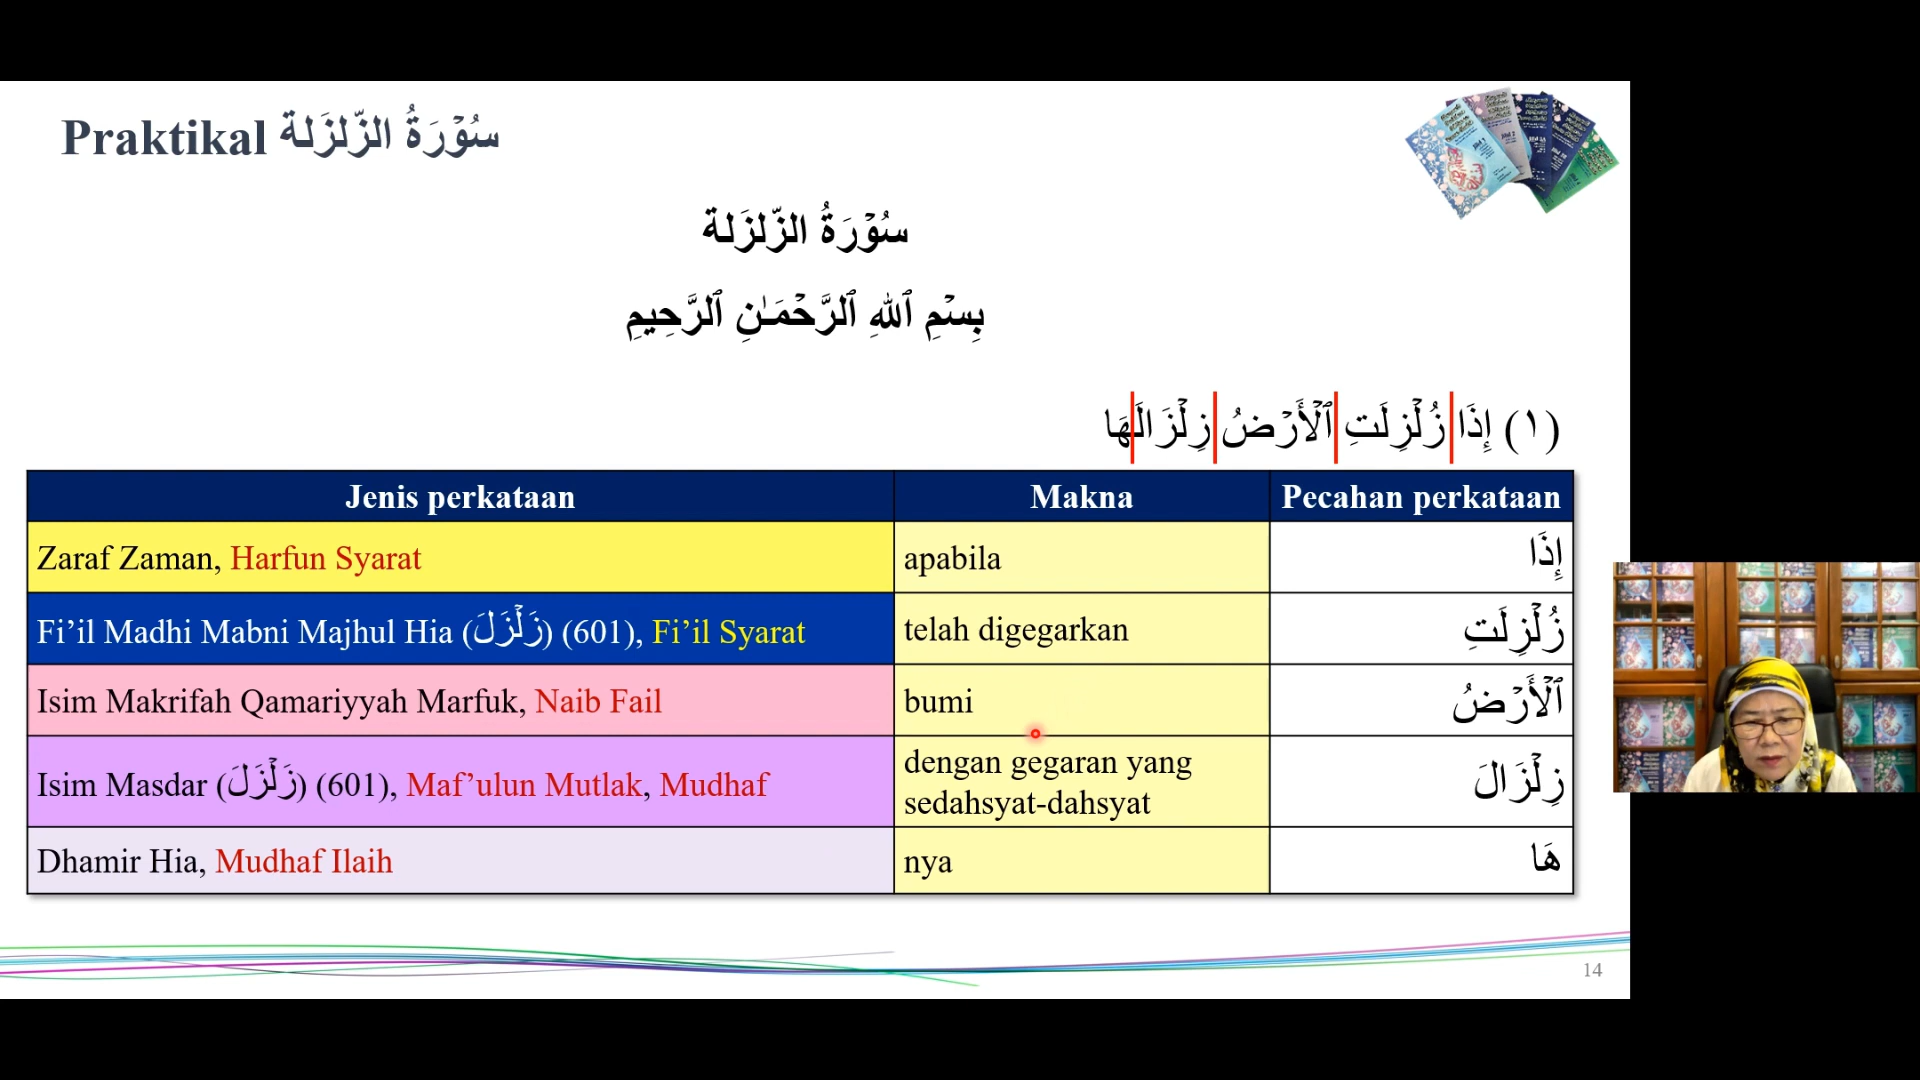 Praktikal سُوْرَةُ الزّلزَلة
سُوْرَةُ الزّلزَلة
بِسْمِ ٱللهِ ٱلرَّحْمَـٰنِ ٱلرَّحِيمِ
(١) إِذَا زُلْزِلَتِ ٱلْأَرْضُ زِلْزَالَهَا
Jenis perkataan Makna Pecahan perkataan
Zaraf Zaman, Harfun Syarat apabila إِذَا
Fi’il Madhi Mabni Majhul Hia (زَلْزَلَ) (601), Fi’il Syarat telah digegarkan زُلْزِلَتِ
Isim Makrifah Qamariyyah Marfuk, Naib Fail bumi ٱلْأَرْضُ
Isim Masdar (زَلْزَلَ) (601), Maf’ulun Mutlak, Mudhaf dengan gegaran yang
sedahsyat-dahsyat زِلْزَالَ
Dhamir Hia, Mudhaf Ilaih nya هَا
14